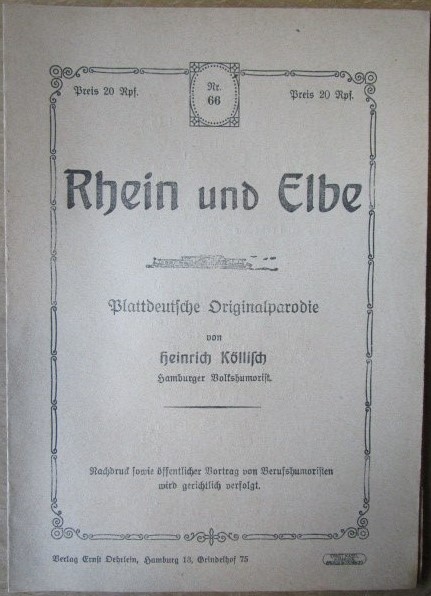 Preis 20 Rpf.
Nr.
66
Preis 20 Rpf.
Rhein und Elbe
Plattdeutsche Originalparodie
von
Heinrich Köllisch
Hamburger Volkshumorist.
Nachdruck sowie öffentlicher Vortrag von Berufshumoristen
wird gerichtlich verfolgt.
Verlag Ernst Oehrlein, Hamburg 13, Grindelhof 75